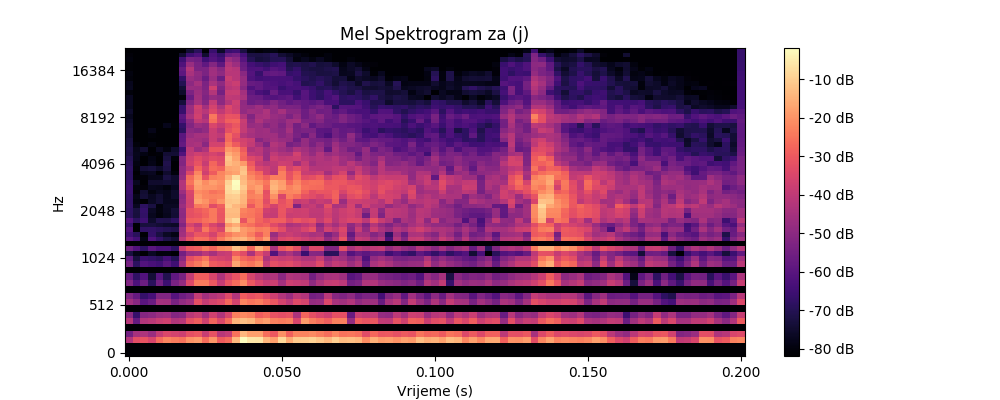 Mel Spektrogram za (j)
Hz
16384
8192
4096
2048
1024
512
0
0.000 0.050 0.100 0.150 0.200
Vrijeme (s)
-10 dB
-20 dB
-30 dB
-40 dB
-50 dB
-60 dB
-70 dB
-80 dB